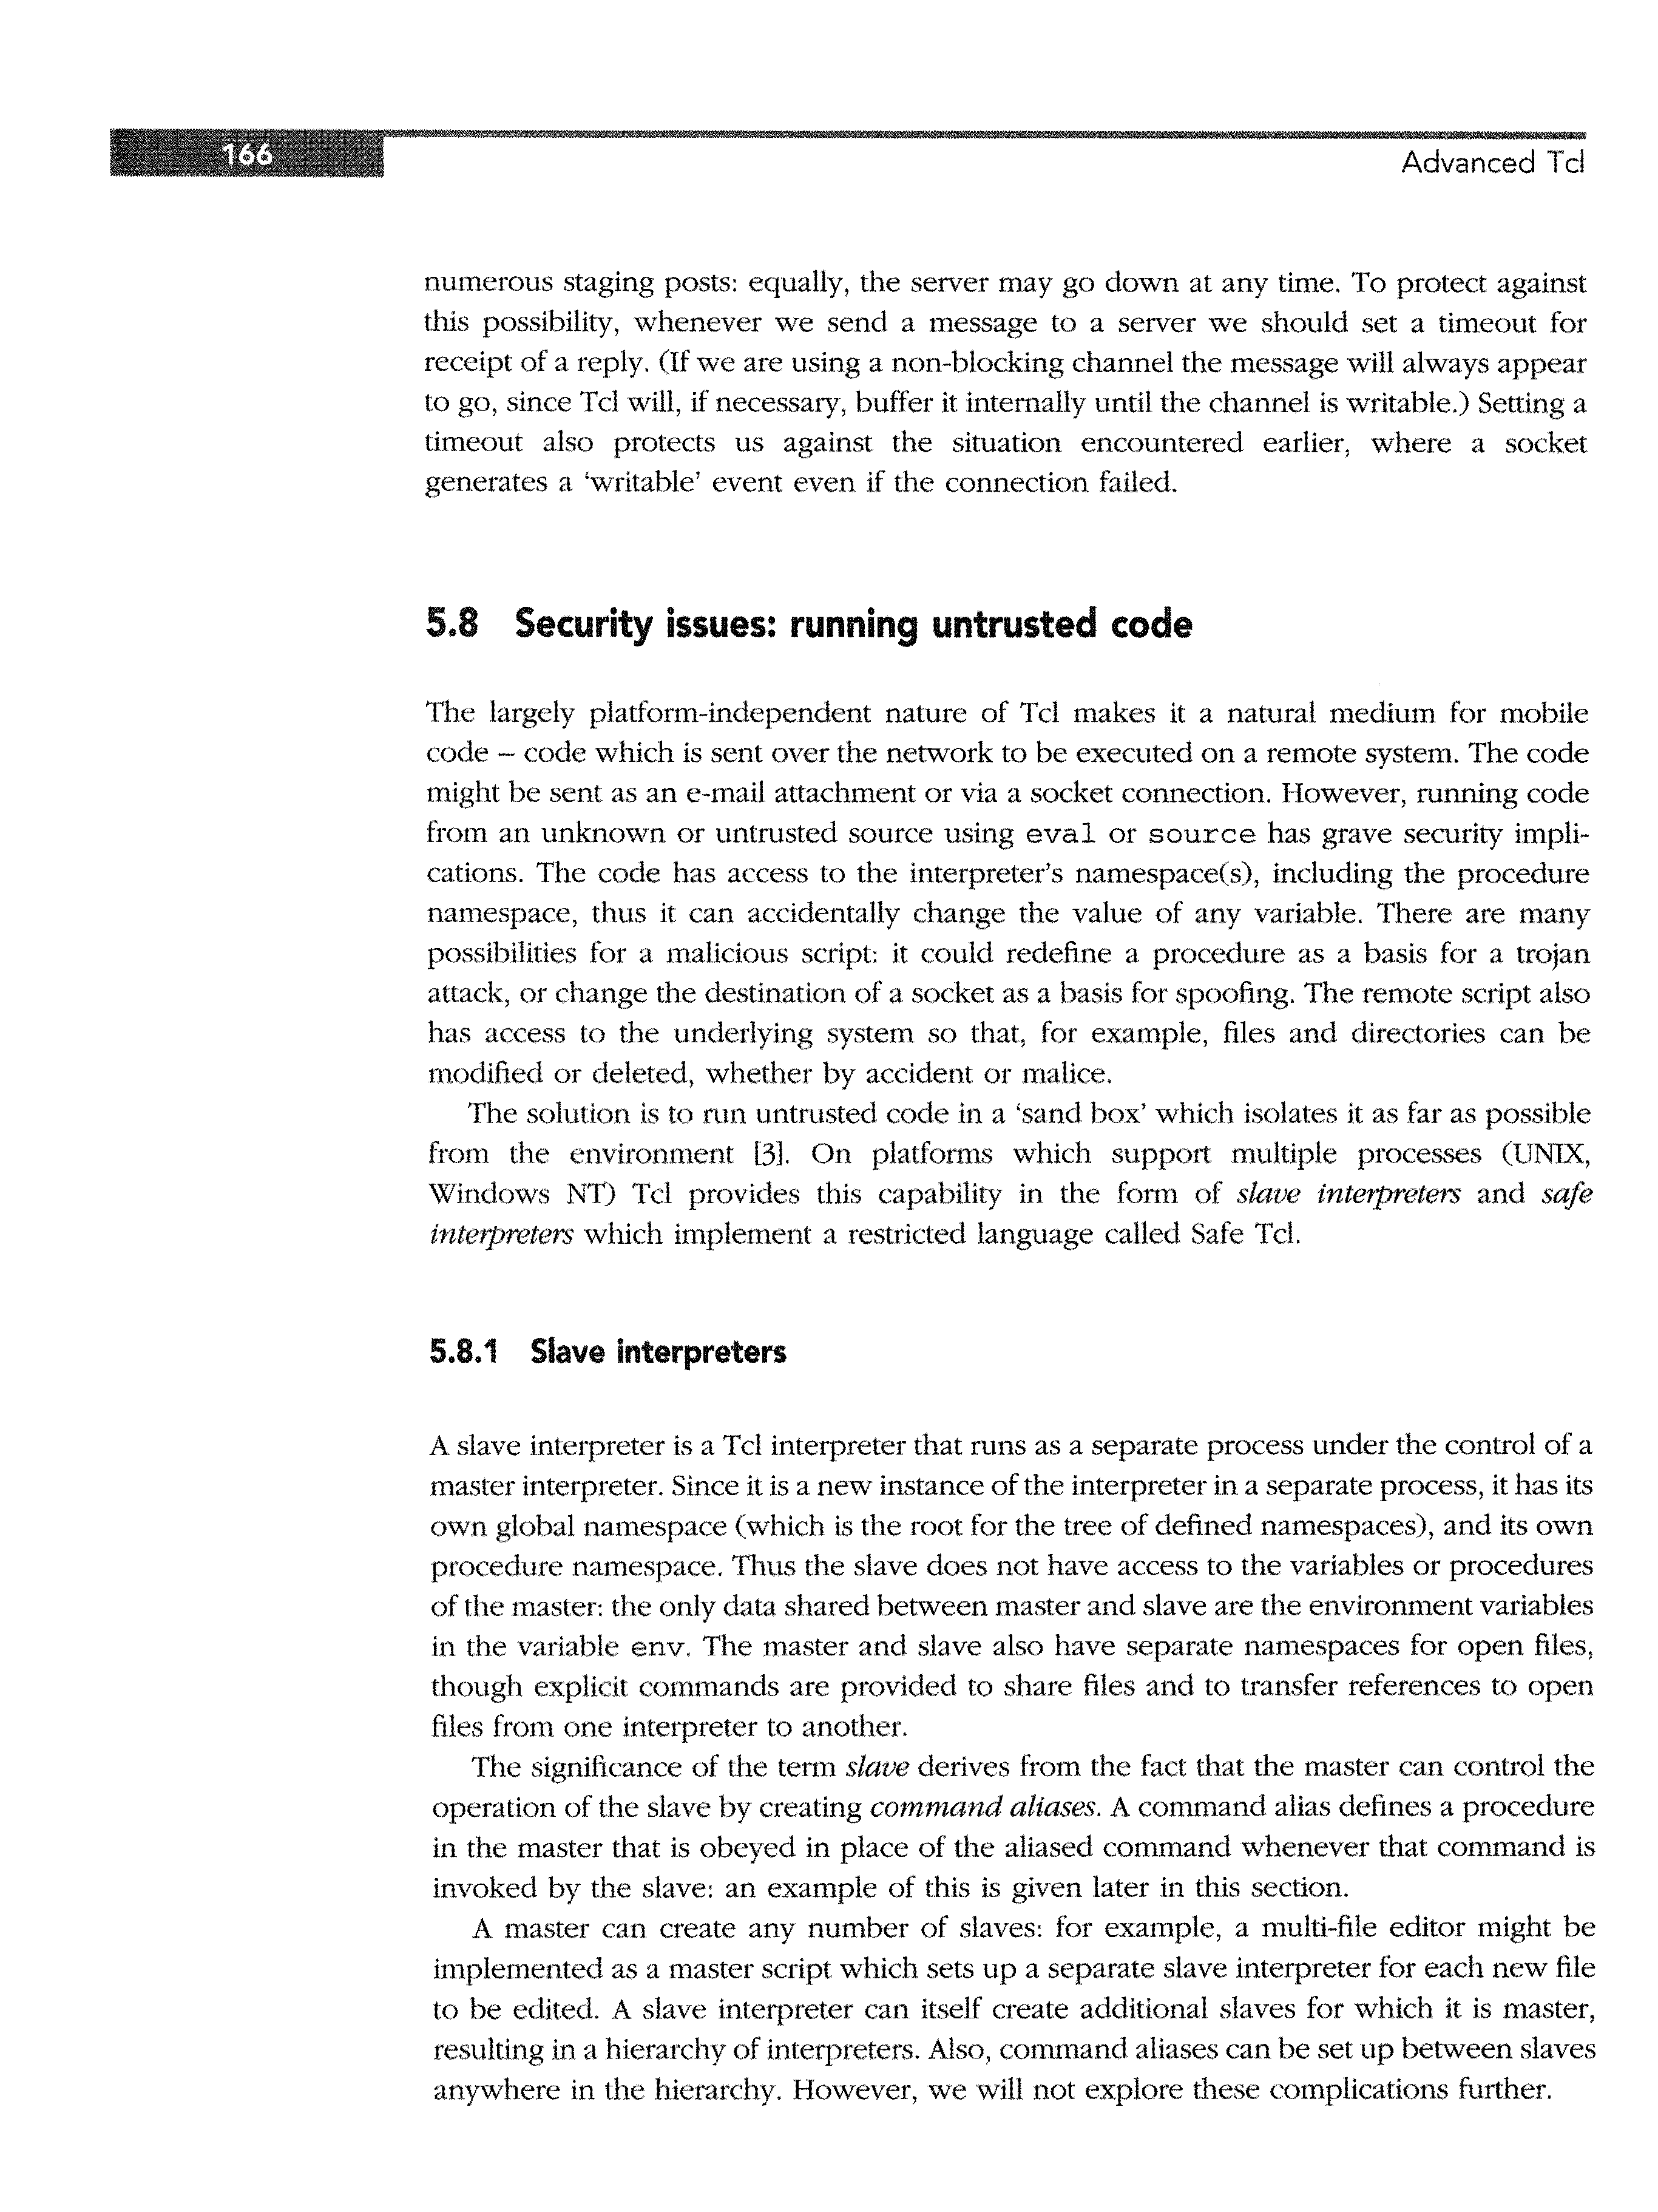 166
Advanced Tcl
numerous staging posts: equally, the server may go down at any time. To protect against
this possibility, whenever we send a message to a server we should set a timeout for
receipt of a reply. (If we are using a non-blocking channel the message will always appear
to go, since Tcl will, if necessary, buffer it internally until the channel is writable.) Setting a
timeout also protects us against the situation encountered earlier, where a socket
generates a ‘writable’ event even if the connection failed.
5.8 Security issues: running untrusted code
The largely platform-independent nature of Tcl makes it a natural medium for mobile
code – code which is sent over the network to be executed on a remote system. The code
might be sent as an e-mail attachment or via a socket connection. However, running code
from an unknown or untrusted source using eval or source has grave security impli-
cations. The code has access to the interpreter’s namespace(s), including the procedure
namespace, thus it can accidentally change the value of any variable. There are many
possibilities for a malicious script: it could redefine a procedure as a basis for a trojan
attack, or change the destination of a socket as a basis for spoofing. The remote script also
has access to the underlying system so that, for example, files and directories can be
modified or deleted, whether by accident or malice.
The solution is to run untrusted code in a ‘sand box’ which isolates it as far as possible
from the environment [3]. On platforms which support multiple processes (UNIX,
Windows NT) Tcl provides this capability in the form of slave interpreters and safe
interpreters which implement a restricted language called Safe Tcl.
5.8.1 Slave interpreters
A slave interpreter is a Tcl interpreter that runs as a separate process under the control of a
master interpreter. Since it is a new instance of the interpreter in a separate process, it has its
own global namespace (which is the root for the tree of defined namespaces), and its own
procedure namespace. Thus the slave does not have access to the variables or procedures
of the master: the only data shared between master and slave are the environment variables
in the variable env. The master and slave also have separate namespaces for open files,
though explicit commands are provided to share files and to transfer references to open
files from one interpreter to another.
The significance of the term slave derives from the fact that the master can control the
operation of the slave by creating command aliases. A command alias defines a procedure
in the master that is obeyed in place of the aliased command whenever that command is
invoked by the slave: an example of this is given later in this section.
A master can create any number of slaves: for example, a multi-file editor might be
implemented as a master script which sets up a separate slave interpreter for each new file
to be edited. A slave interpreter can itself create additional slaves for which it is master,
resulting in a hierarchy of interpreters. Also, command aliases can be set up between slaves
anywhere in the hierarchy. However, we will not explore these complications further.